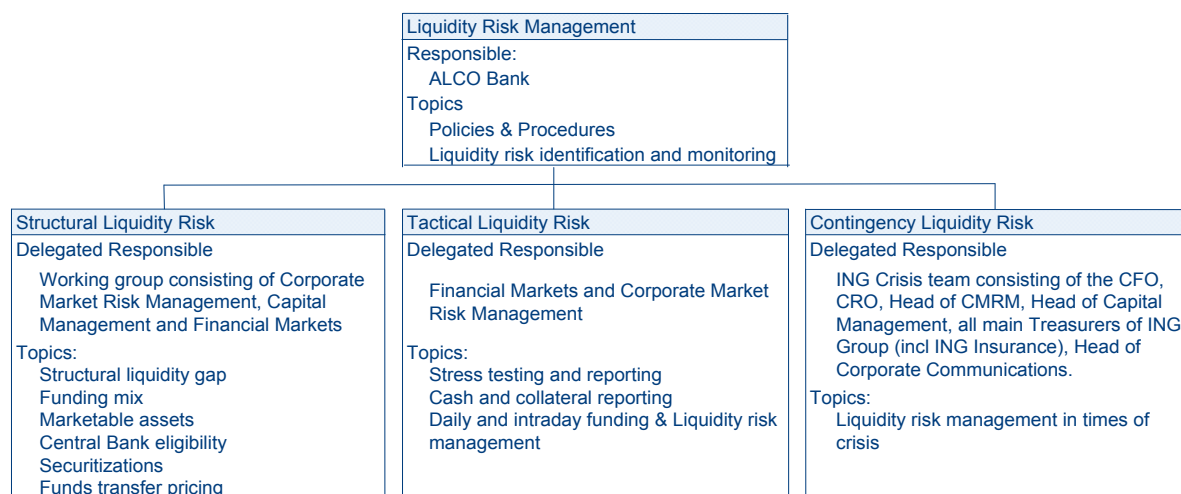 Liquidity Risk Management
Responsible:
ALCO Bank
Topics
Policies & Procedures
Liquidity risk identification and monitoring
Structural Liquidity Risk
Delegated Responsible
Working group consisting of Corporate
Market Risk Management, Capital
Management and Financial Markets
Topics:
Structural liquidity gap
Funding mix
Marketable assets
Central Bank eligibility
Securitizations
Funds transfer pricing
Tactical Liquidity Risk
Delegated Responsible
Financial Markets and Corporate Market
Risk Management
Topics:
Stress testing and reporting
Cash and collateral reporting
Daily and intraday funding & Liquidity risk
management
Contingency Liquidity Risk
Delegated Responsible
ING Crisis team consisting of the CFO,
CRO, Head of CMRM, Head of Capital
Management, all main Treasurers of ING
Group (incl ING Insurance), Head of
Corporate Communications.
Topics:
Liquidity risk management in times of
crisis